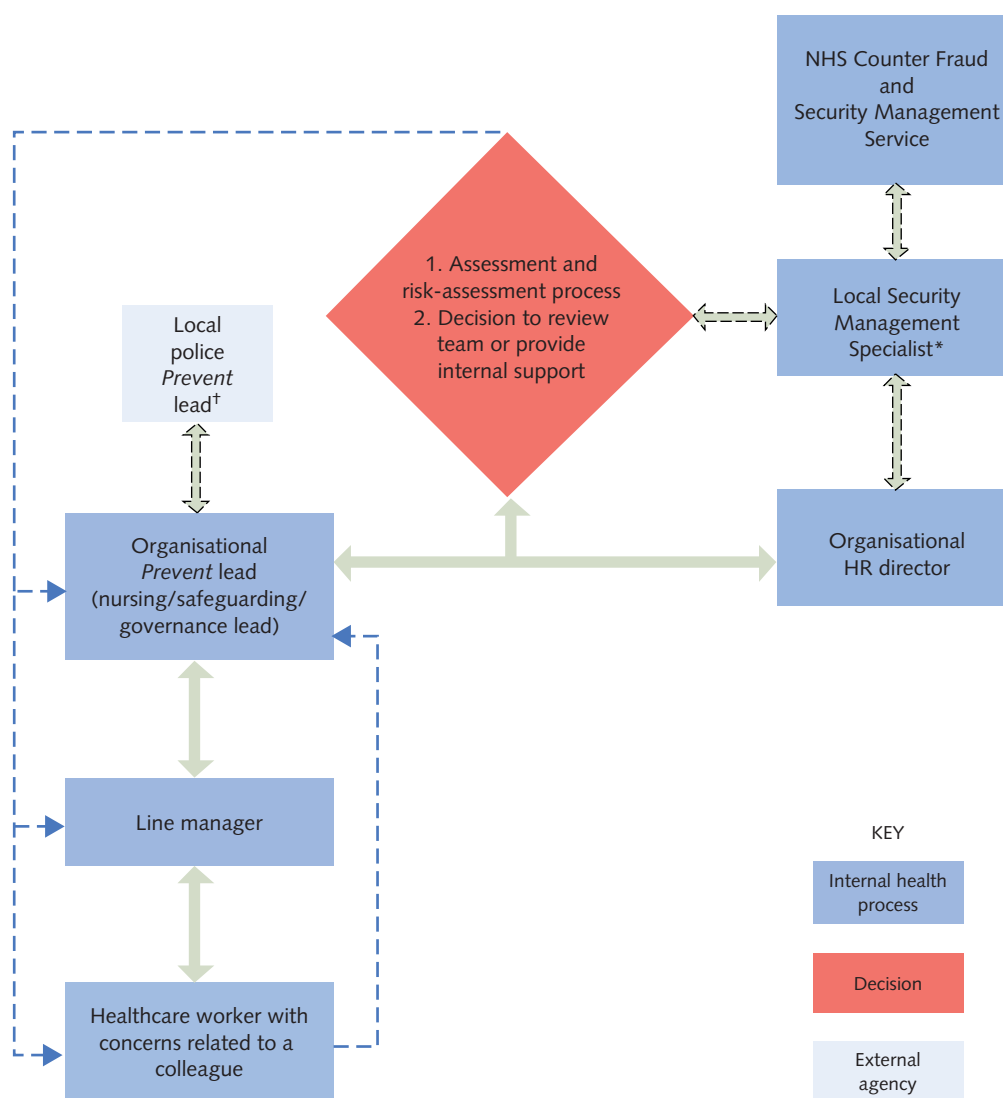 NHS Counter Fraud
and
Security Management
Service
1. Assessment and
risk-assessment process
2. Decision to review
team or provide
internal support
Local Security
Management
Specialist*
Local
police
Prevent
lead†
Organisational
Prevent lead
(nursing/safeguarding/
governance lead)
Organisational
HR director
Line manager
Healthcare worker with
concerns related to a
colleague
KEY
Internal health
process
Decision
External
agency